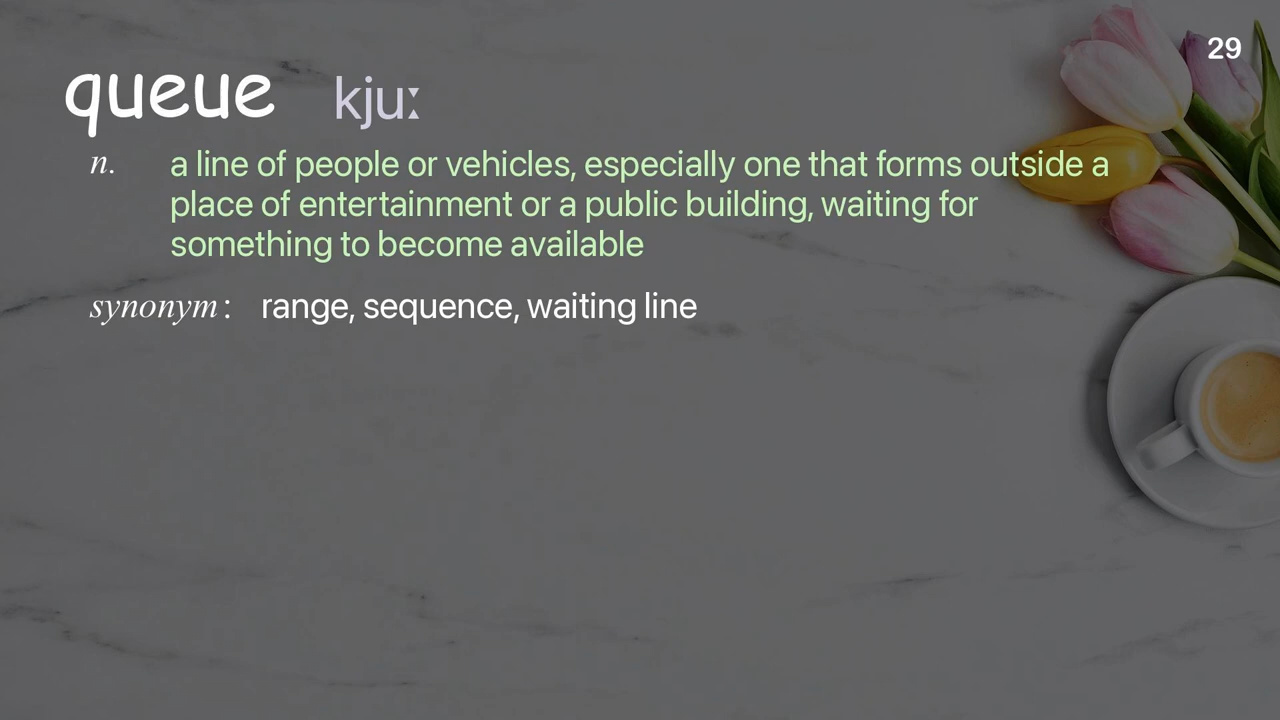 29
queue kjuː
n. a line of people or vehicles, especially one that forms outside a
place of entertainment or a public building, waiting for
something to become available
synonym: range, sequence, waiting line